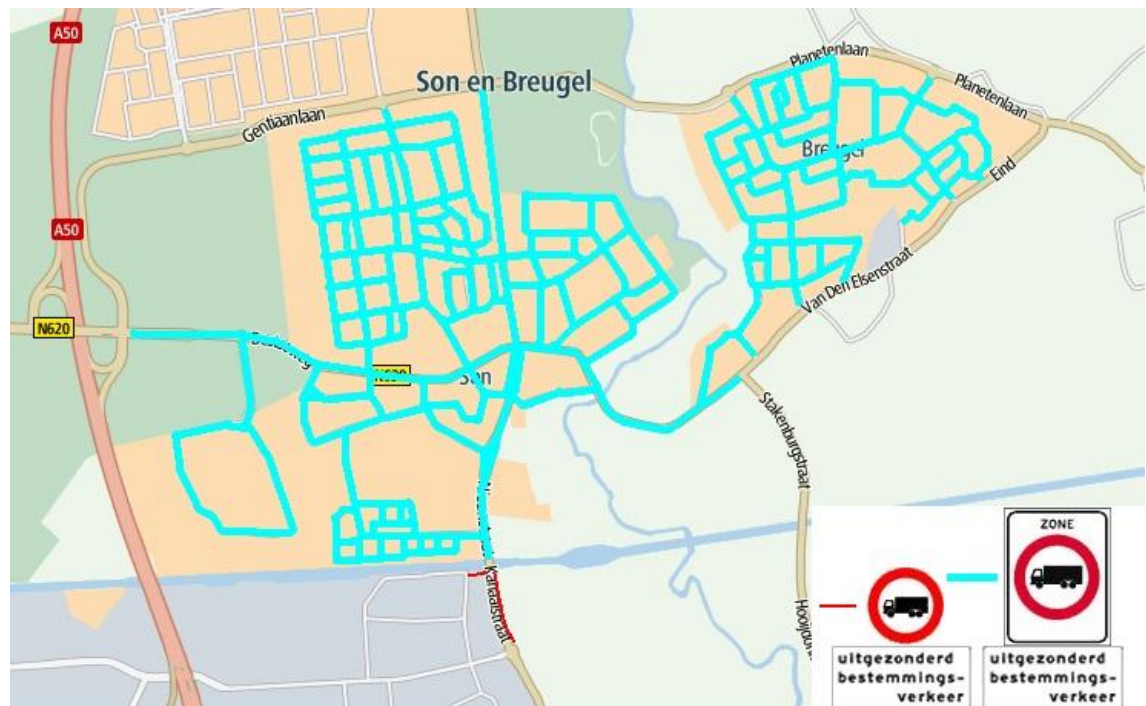 A50
Son en Breugel
Planetenlaan
Planetenlaan
Gentiaanlaan
Breugel
Eind
A50
N620
Van Den Elsenstraat
Son
Stakenburgstraat
Kanaalstraat
ZONE
uitgezonderd
bestemmings-
verkeer
uitgezonderd
bestemmings-
verkeer